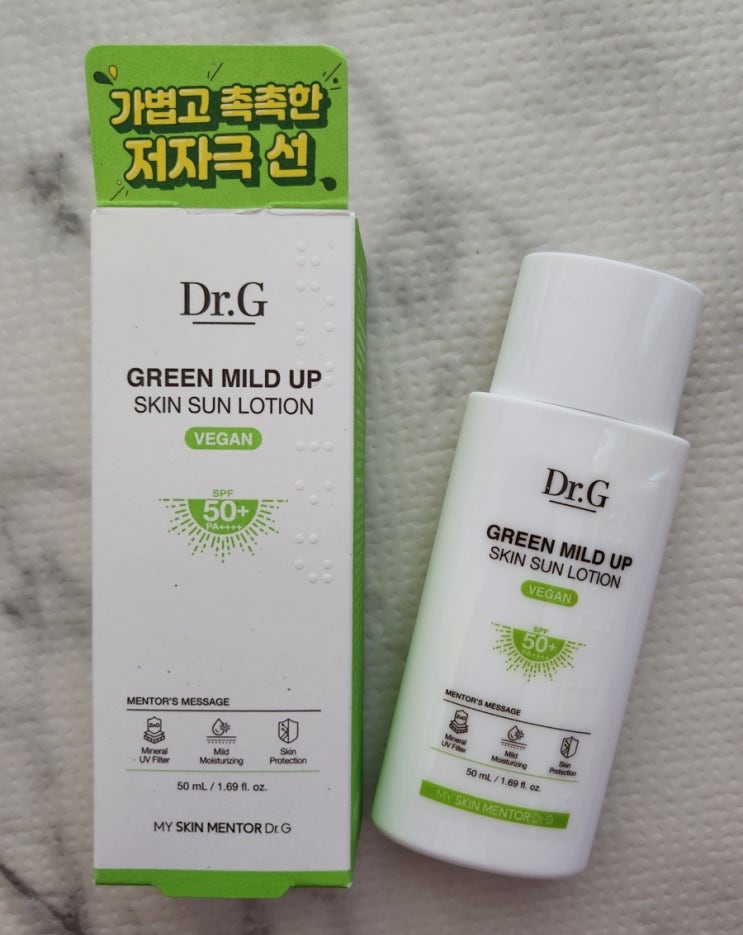 가볍고 촉촉한
저자극 선
Dr.G
GREEN MILD UP
SKIN SUN LOTION
VEGAN
SPF
50+
PA++++
MENTOR'S MESSAGE
ZnO
Mineral
UV Filter
Mild
Moisturizing
Skin
Protection
50 mL / 1.69 fl. oz.
MY SKIN MENTOR Dr.G
Dr.G
GREEN MILD UP
SKIN SUN LOTION
VEGAN
SPF
50+
PA++++
MENTOR'S MESSAGE
ZnO
Mineral
UV Filter
Mild
Moisturizing
Skin
Protection
50 mL / 1.69 fl. oz.
MY SKIN MENTOR Dr.G